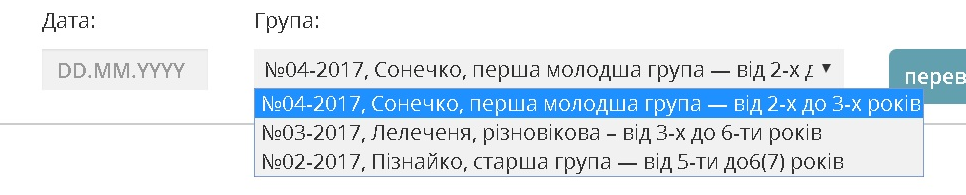 Дата: Група:
DD.MM.YYYY №04-2017, Сонечко, перша молодша група — від 2-х перев
№04-2017, Сонечко, перша молодша група — від 2-х до 3-х років
№03-2017, Лелеченя, різновікова – від 3-х до 6-ти років
№02-2017, Пізнайко, старша група — від 5-ти до6(7) років